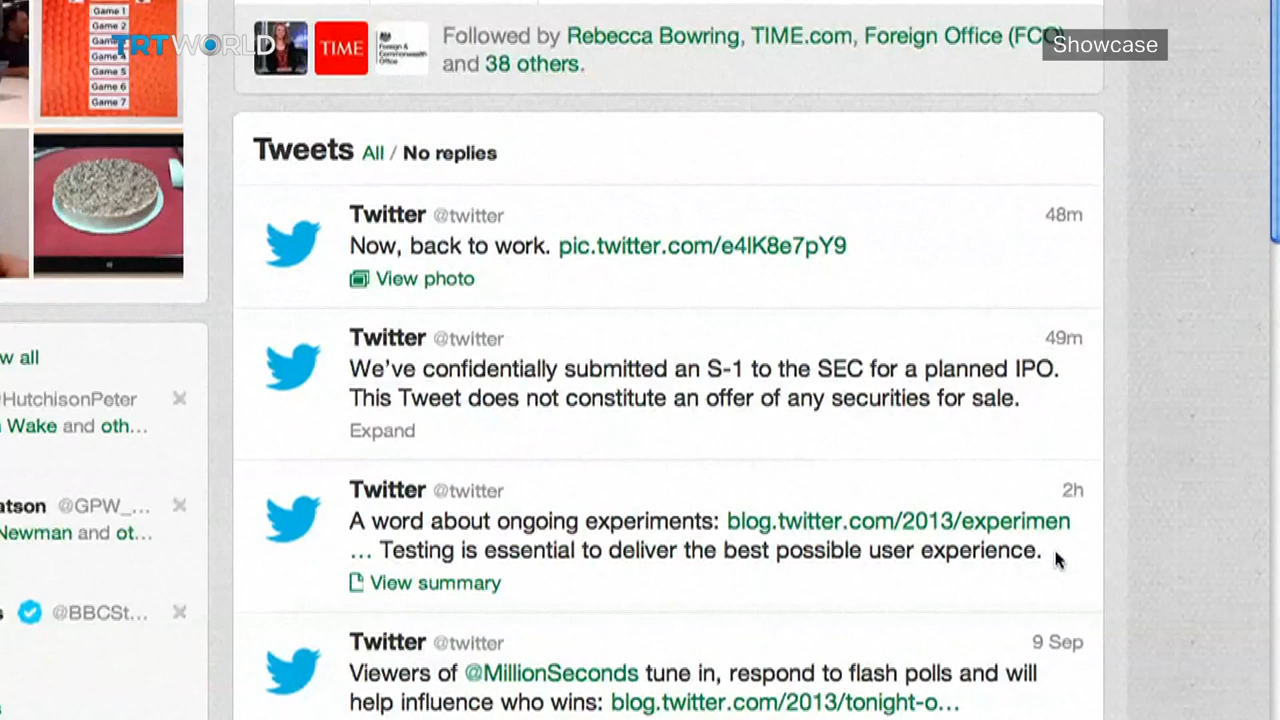 Game 1
Game 2
Game 4
Game 5
Game 6
Game 7
TRT WORLD
TIME
Foreign & Commonwealth Office
Followed by Rebecca Bowring, TIME.com, Foreign Office (FCO)
and 38 others.
Showcase
Tweets All / No replies
Twitter @twitter 48m
Now, back to work. pic.twitter.com/e4lK8e7pY9
View photo
Twitter @twitter 49m
We've confidentially submitted an S-1 to the SEC for a planned IPO.
This Tweet does not constitute an offer of any securities for sale.
Expand
Twitter @twitter 2h
A word about ongoing experiments: blog.twitter.com/2013/experimen
… Testing is essential to deliver the best possible user experience.
View summary
Twitter @twitter 9 Sep
Viewers of @MillionSeconds tune in, respond to flash polls and will
help influence who wins: blog.twitter.com/2013/tonight-o…
w all
HutchisonPeter
Wake and oth…
atson @GPW_...
Newman and ot…
@BBCSt...